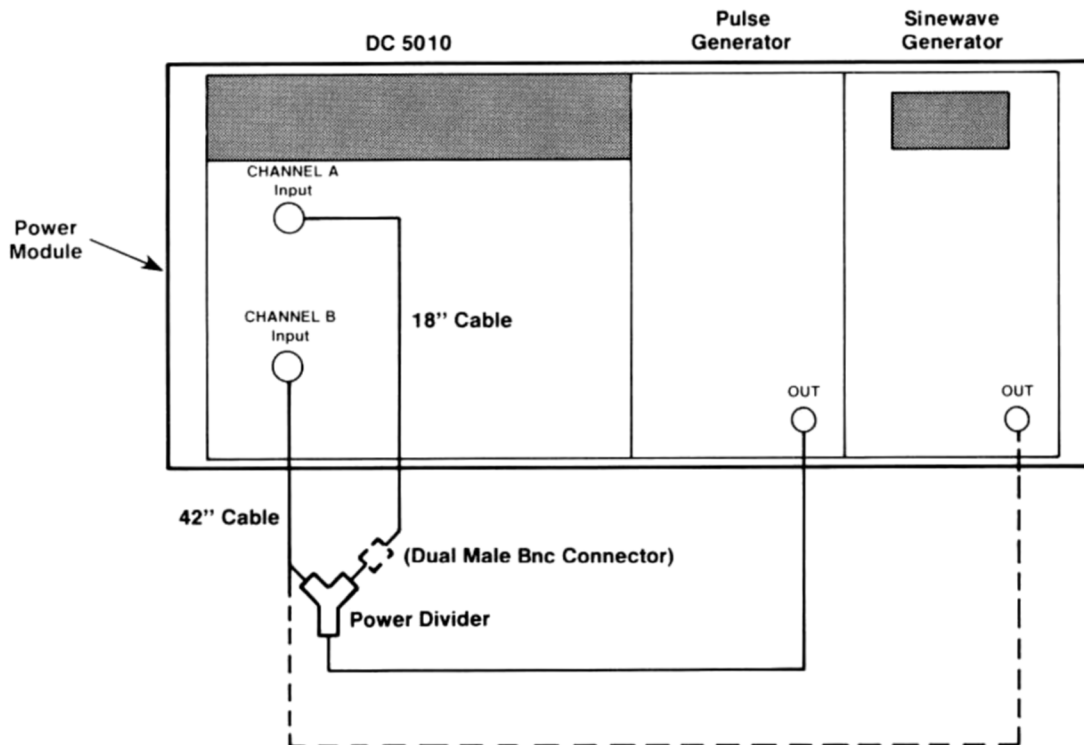 DC 5010
Pulse
Generator
Sinewave
Generator
CHANNEL A
Input
Power
Module
CHANNEL B
Input
18’’ Cable
OUT
OUT
42’’ Cable
(Dual Male Bnc Connector)
Power Divider